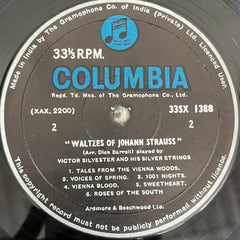 Made in India by The Gramophone Co. of India (Private) Ltd. Licenced User.
33⅓ R.P.M.
COLUMBIA
Regd. Td. Mas. of The Gramophone Co., Ltd.
(XAX. 2200)
33SX 1388
2
2
"WALTZES OF JOHANN STRAUSS"
(Arr. Dick Barrell) played by
VICTOR SILVESTER AND HIS SILVER STRINGS
1. TALES FROM THE VIENNA WOODS.
2. VOICES OF SPRING. 3. 1001 NIGHTS.
4. VIENNA BLOOD. 5. SWEETHEART.
6. ROSES OF THE SOUTH
Ardmore & Beechwood Ltd.
This copyright record must not be publicly performed without licence.